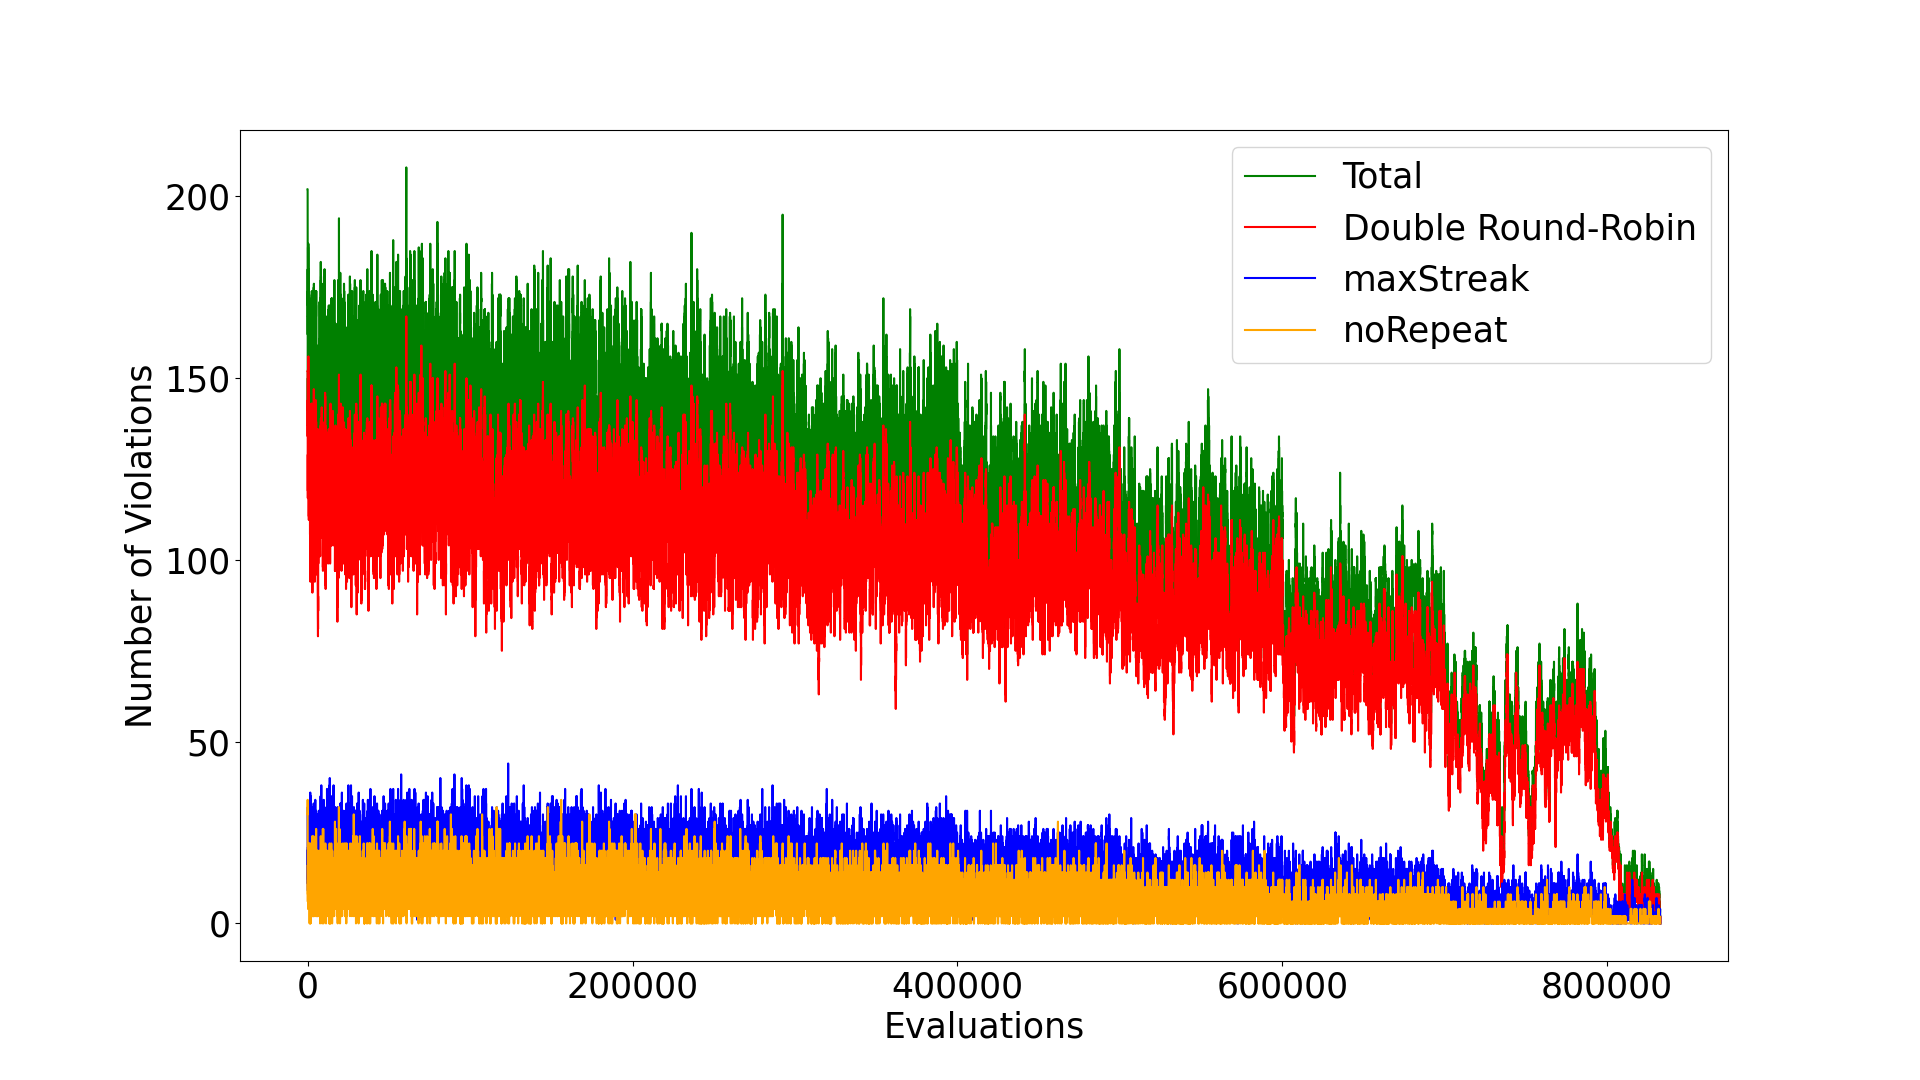 Total
Double Round-Robin
maxStreak
noRepeat
Number of Violations
200
150
100
50
0
0 200000 400000 600000 800000
Evaluations